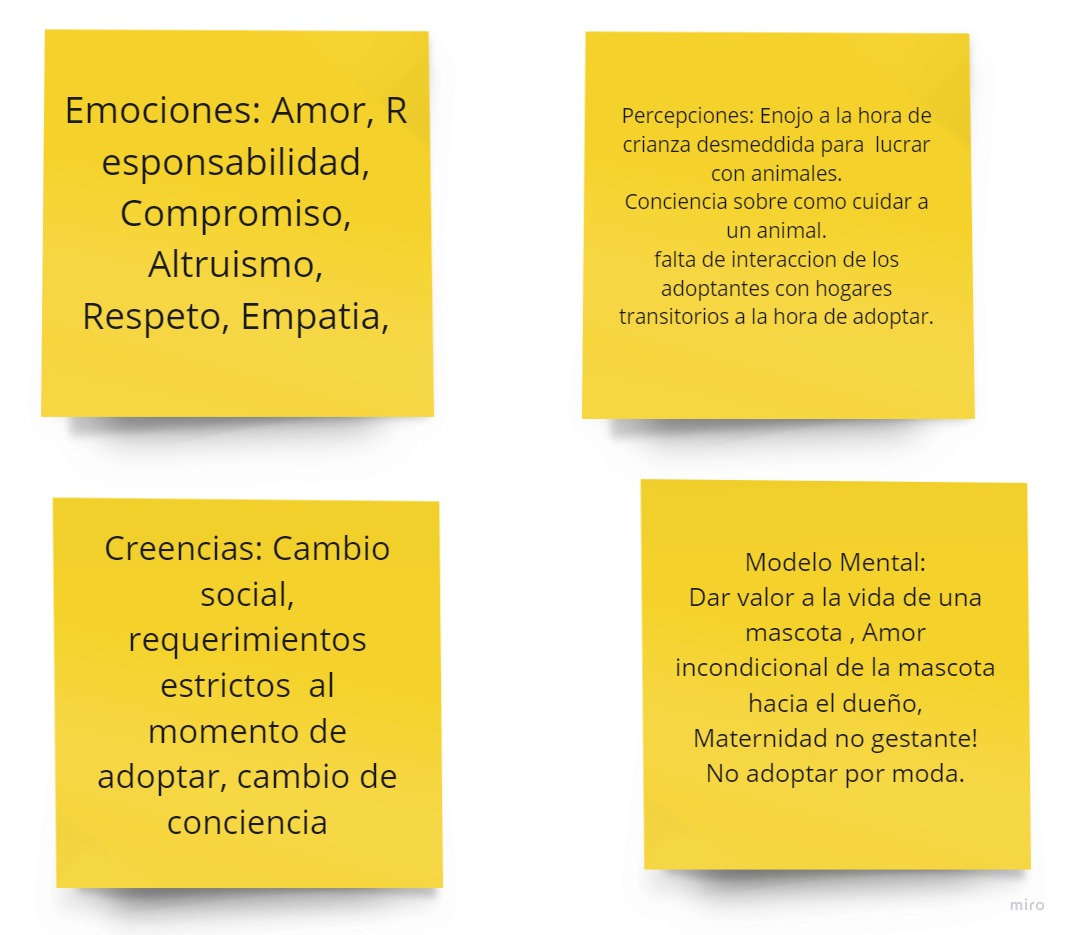 Emociones: Amor, R
esponsabilidad,
Compromiso,
Altruismo,
Respeto, Empatia,
Percepciones: Enojo a la hora de
crianza desmeddida para  lucrar
con animales.
Conciencia sobre como cuidar a
un animal.
falta de interaccion de los
adoptantes con hogares
transitorios a la hora de adoptar.
Creencias: Cambio
social,
requerimientos
estrictos  al
momento de
adoptar, cambio de
conciencia
Modelo Mental:
Dar valor a la vida de una
mascota , Amor
incondicional de la mascota
hacia el dueño,
Maternidad no gestante!
No adoptar por moda.
miro